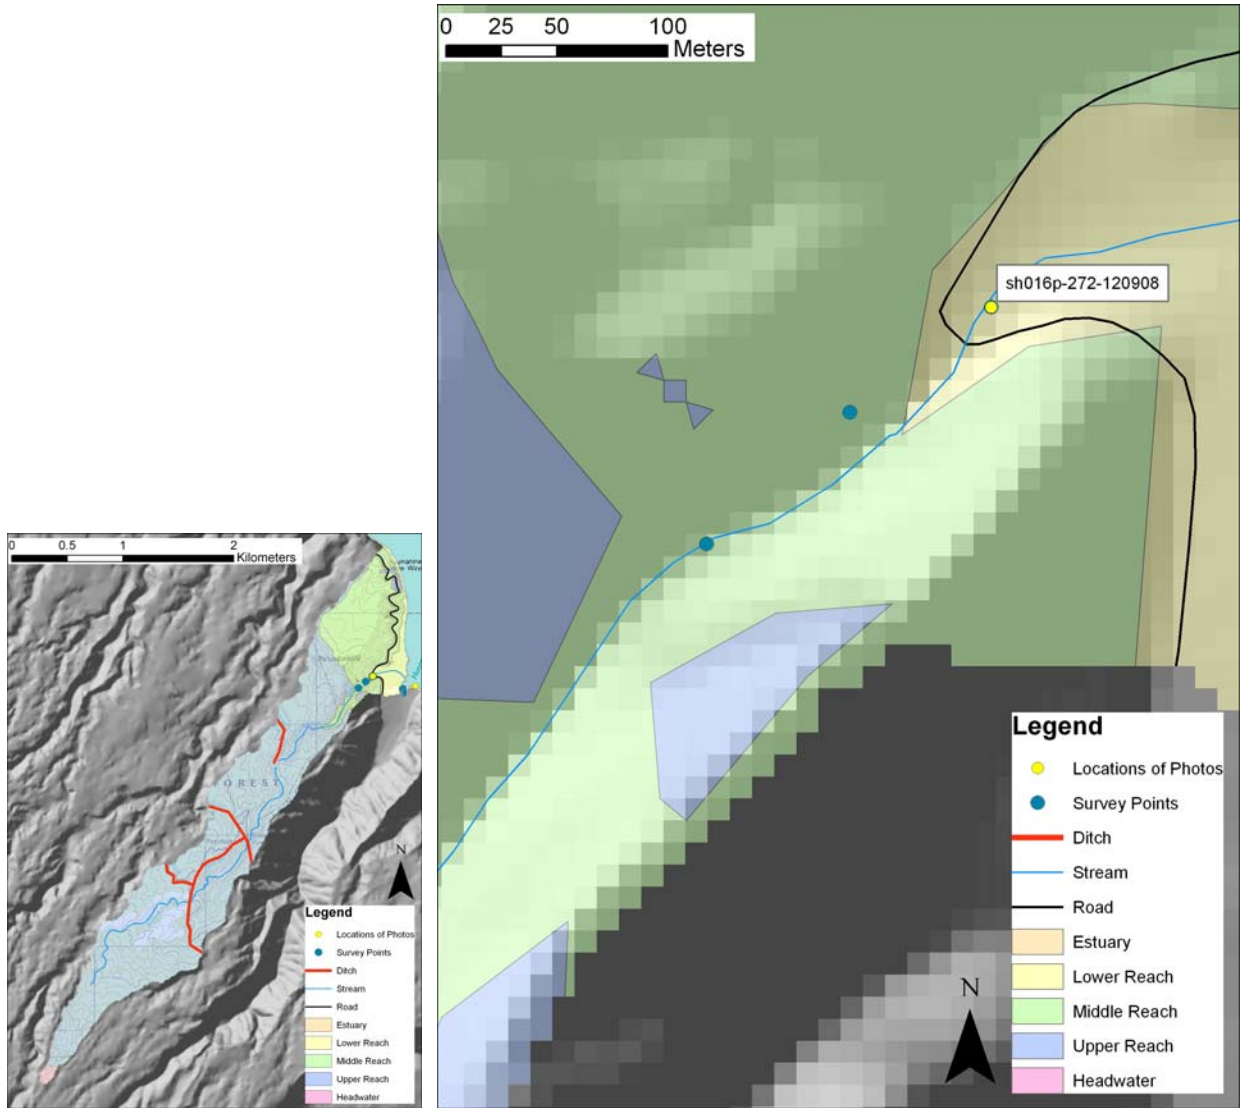 0 25 50 100
Meters
sh016p-272-120908
N
Legend
Locations of Photos
Survey Points
Ditch
Stream
Road
Estuary
Lower Reach
Middle Reach
Upper Reach
Headwater
0 0.5 1 2
Kilometers
OREST
N
Legend
Locations of Photos
Survey Points
Ditch
Stream
Road
Estuary
Lower Reach
Middle Reach
Upper Reach
Headwater